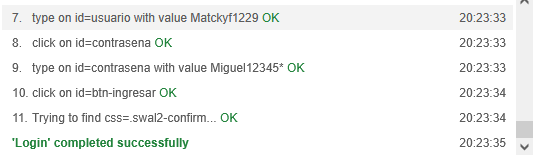 7. type on id=usuario with value Matckyf1229 OK 20:23:33
8. click on id=contrasena OK 20:23:33
9. type on id=contrasena with value Miguel12345* OK 20:23:33
10. click on id=btn-ingresar OK 20:23:34
11. Trying to find css=.swal2-confirm... OK 20:23:34
'Login' completed successfully 20:23:35